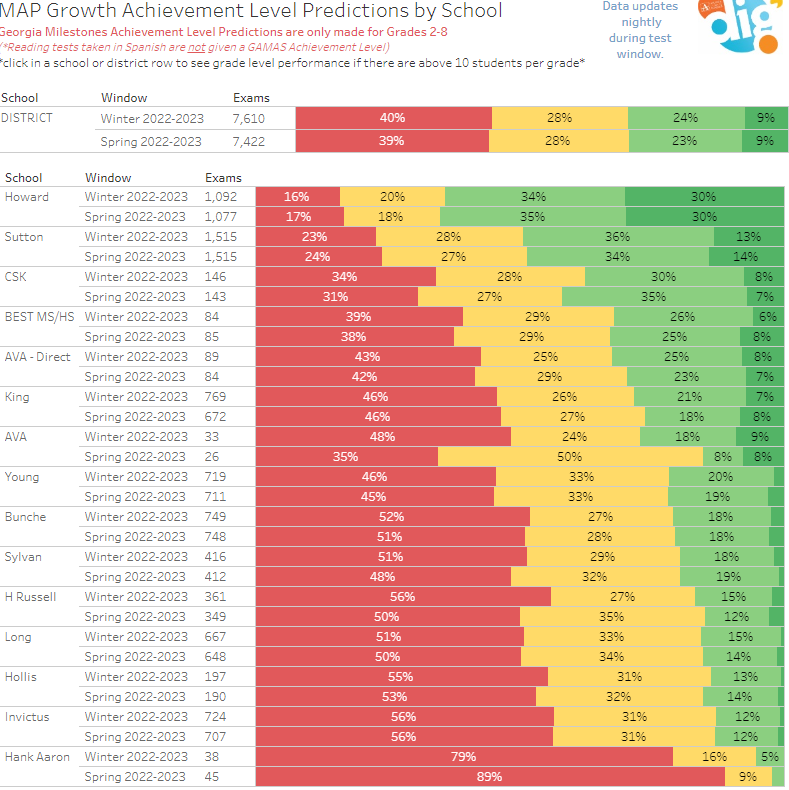 MAP Growth Achievement Level Predictions by School
Georgia Milestones Achievement Level Predictions are only made for Grades 2-8
(*Reading tests taken in Spanish are not given a GAMAS Achievement Level)
*click in a school or district row to see grade level performance if there are above 10 students per grade*
Data updates
nightly
during test
window.
dig
School Window Exams
DISTRICT Winter 2022-2023 7,610 40% 28% 24% 9%
Spring 2022-2023 7,422 39% 28% 23% 9%
School Window Exams
Howard Winter 2022-2023 1,092 16% 20% 34% 30%
Spring 2022-2023 1,077 17% 18% 35% 30%
Sutton Winter 2022-2023 1,515 23% 28% 36% 13%
Spring 2022-2023 1,515 24% 27% 34% 14%
CSK Winter 2022-2023 146 34% 28% 30% 8%
Spring 2022-2023 143 31% 27% 35% 7%
BEST MS/HS Winter 2022-2023 84 39% 29% 26% 6%
Spring 2022-2023 85 38% 29% 25% 8%
AVA - Direct Winter 2022-2023 89 43% 25% 25% 8%
Spring 2022-2023 84 42% 29% 23% 7%
King Winter 2022-2023 769 46% 26% 21% 7%
Spring 2022-2023 672 46% 27% 18% 8%
AVA Winter 2022-2023 33 48% 24% 18% 9%
Spring 2022-2023 26 35% 50% 8% 8%
Young Winter 2022-2023 719 46% 33% 20%
Spring 2022-2023 711 45% 33% 19%
Bunche Winter 2022-2023 749 52% 27% 18%
Spring 2022-2023 748 51% 28% 18%
Sylvan Winter 2022-2023 416 51% 29% 18%
Spring 2022-2023 412 48% 32% 19%
H Russell Winter 2022-2023 361 56% 27% 15%
Spring 2022-2023 349 50% 35% 12%
Long Winter 2022-2023 667 51% 33% 15%
Spring 2022-2023 648 50% 34% 14%
Hollis Winter 2022-2023 197 55% 31% 13%
Spring 2022-2023 190 53% 32% 14%
Invictus Winter 2022-2023 724 56% 31% 12%
Spring 2022-2023 707 56% 31% 12%
Hank Aaron Winter 2022-2023 38 79% 16% 5%
Spring 2022-2023 45 89% 9%